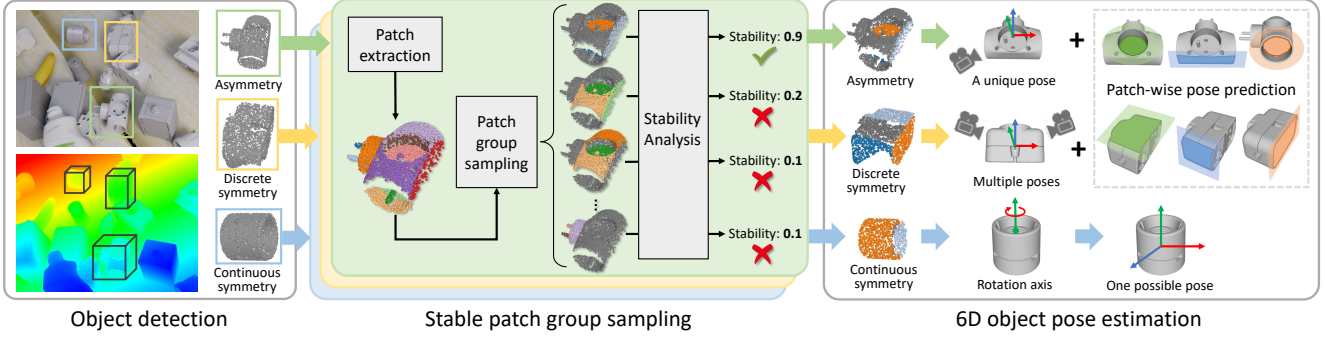 Asymmetry
Discrete
symmetry
Continuous
symmetry
Object detection
Patch
extraction
Patch
group
sampling
Stability
Analysis
Stability: 0.9
Stability: 0.2
Stability: 0.1
...
Stability: 0.1
Stable patch group sampling
Asymmetry
A unique pose
+
Patch-wise pose prediction
Discrete
symmetry
Multiple poses
+
Continuous
symmetry
Rotation axis
One possible pose
6D object pose estimation